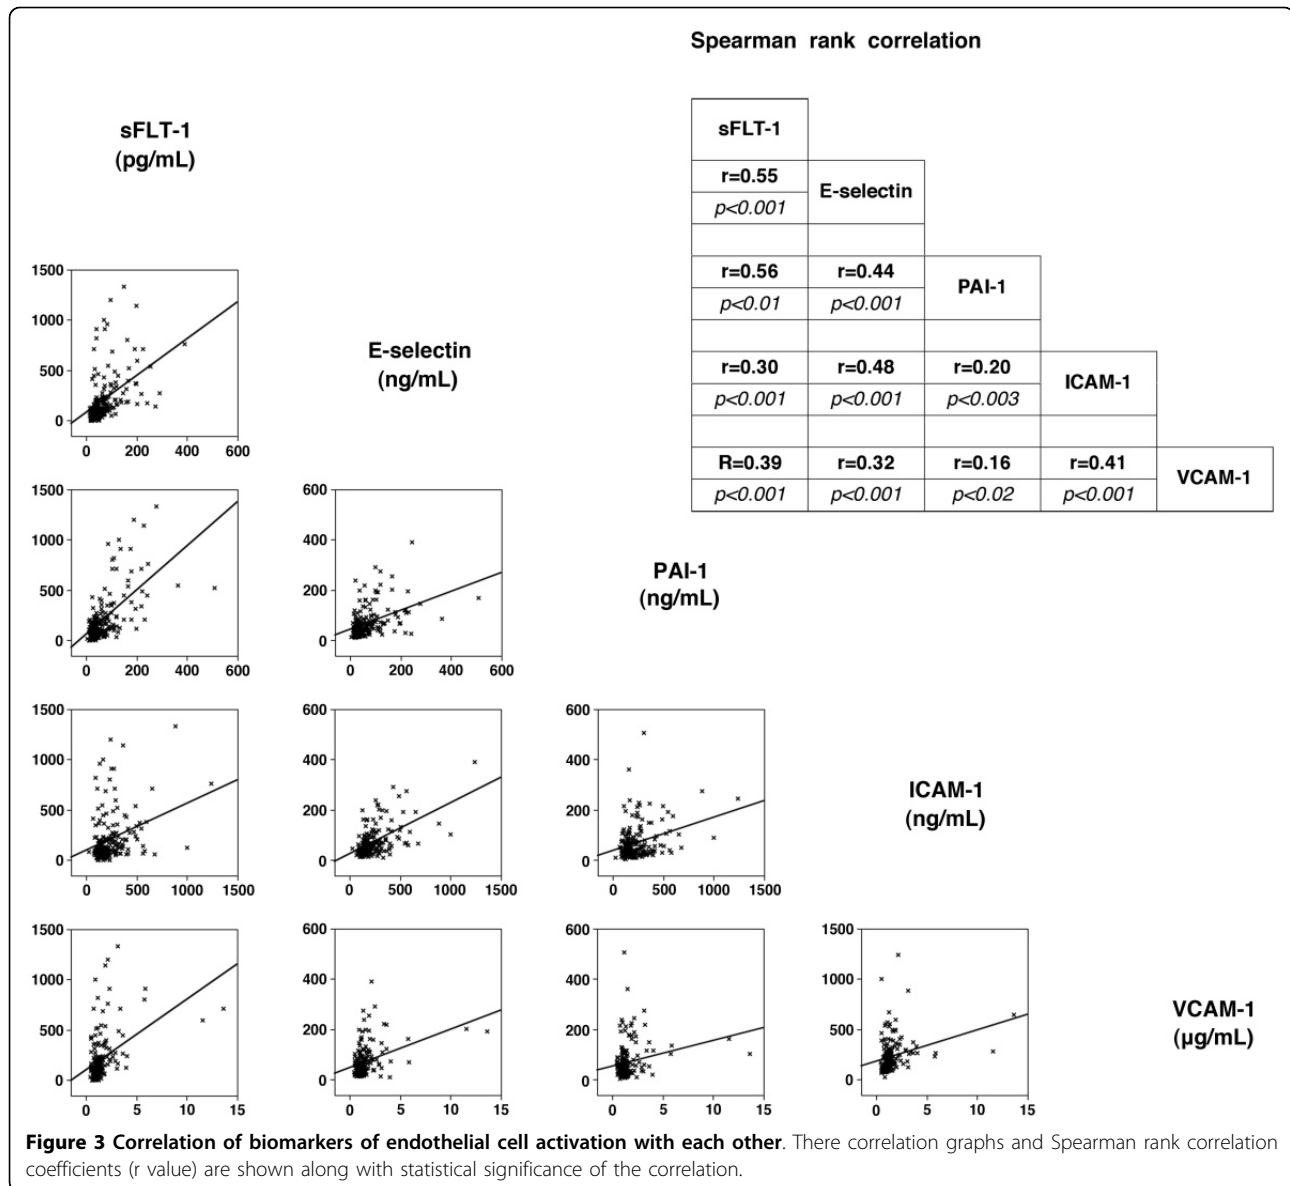 Spearman rank correlation
sFLT-1
r=0.55
E-selectin
p<0.001
r=0.56 r=0.44
PAI-1
p<0.01 p<0.001
r=0.30 r=0.48 r=0.20
ICAM-1
p<0.001 p<0.001 p<0.003
R=0.39 r=0.32 r=0.16 r=0.41
VCAM-1
p<0.001 p<0.001 p<0.02 p<0.001
sFLT-1
(pg/mL)
1500
1000
500
0
0 200 400 600
E-selectin
(ng/mL)
1500
1000
500
0
0 200 400 600
600
400
200
0
0 200 400 600
PAI-1
(ng/mL)
1500
1000
500
0
0 500 1000 1500
600
400
200
0
0 500 1000 1500
600
400
200
0
0 500 1000 1500
ICAM-1
(ng/mL)
1500
1000
500
0
0 5 10 15
600
400
200
0
0 5 10 15
600
400
200
0
0 5 10 15
1500
1000
500
0
0 5 10 15
VCAM-1
(µg/mL)
Figure 3 Correlation of biomarkers of endothelial cell activation with each other. There correlation graphs and Spearman rank correlation
coefficients (r value) are shown along with statistical significance of the correlation.